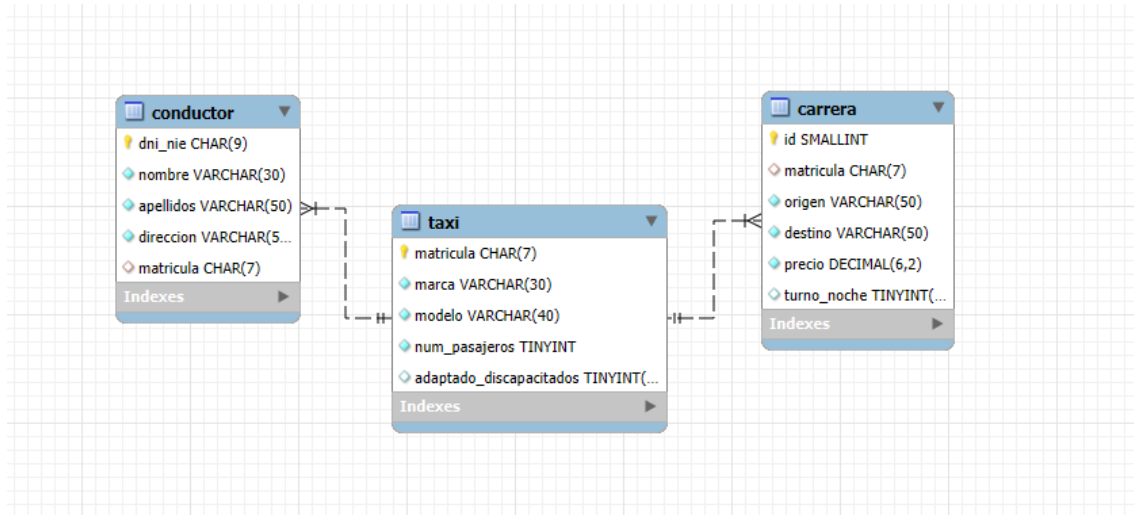 conductor
dni_nie CHAR(9)
nombre VARCHAR(30)
apellidos VARCHAR(50)
direccion VARCHAR(5...
matricula CHAR(7)
Indexes
taxi
matricula CHAR(7)
marca VARCHAR(30)
modelo VARCHAR(40)
num_pasajeros TINYINT
adaptado_discapacitados TINYINT(...
Indexes
carrera
id SMALLINT
matricula CHAR(7)
origen VARCHAR(50)
destino VARCHAR(50)
precio DECIMAL(6,2)
turno_noche TINYINT(...
Indexes